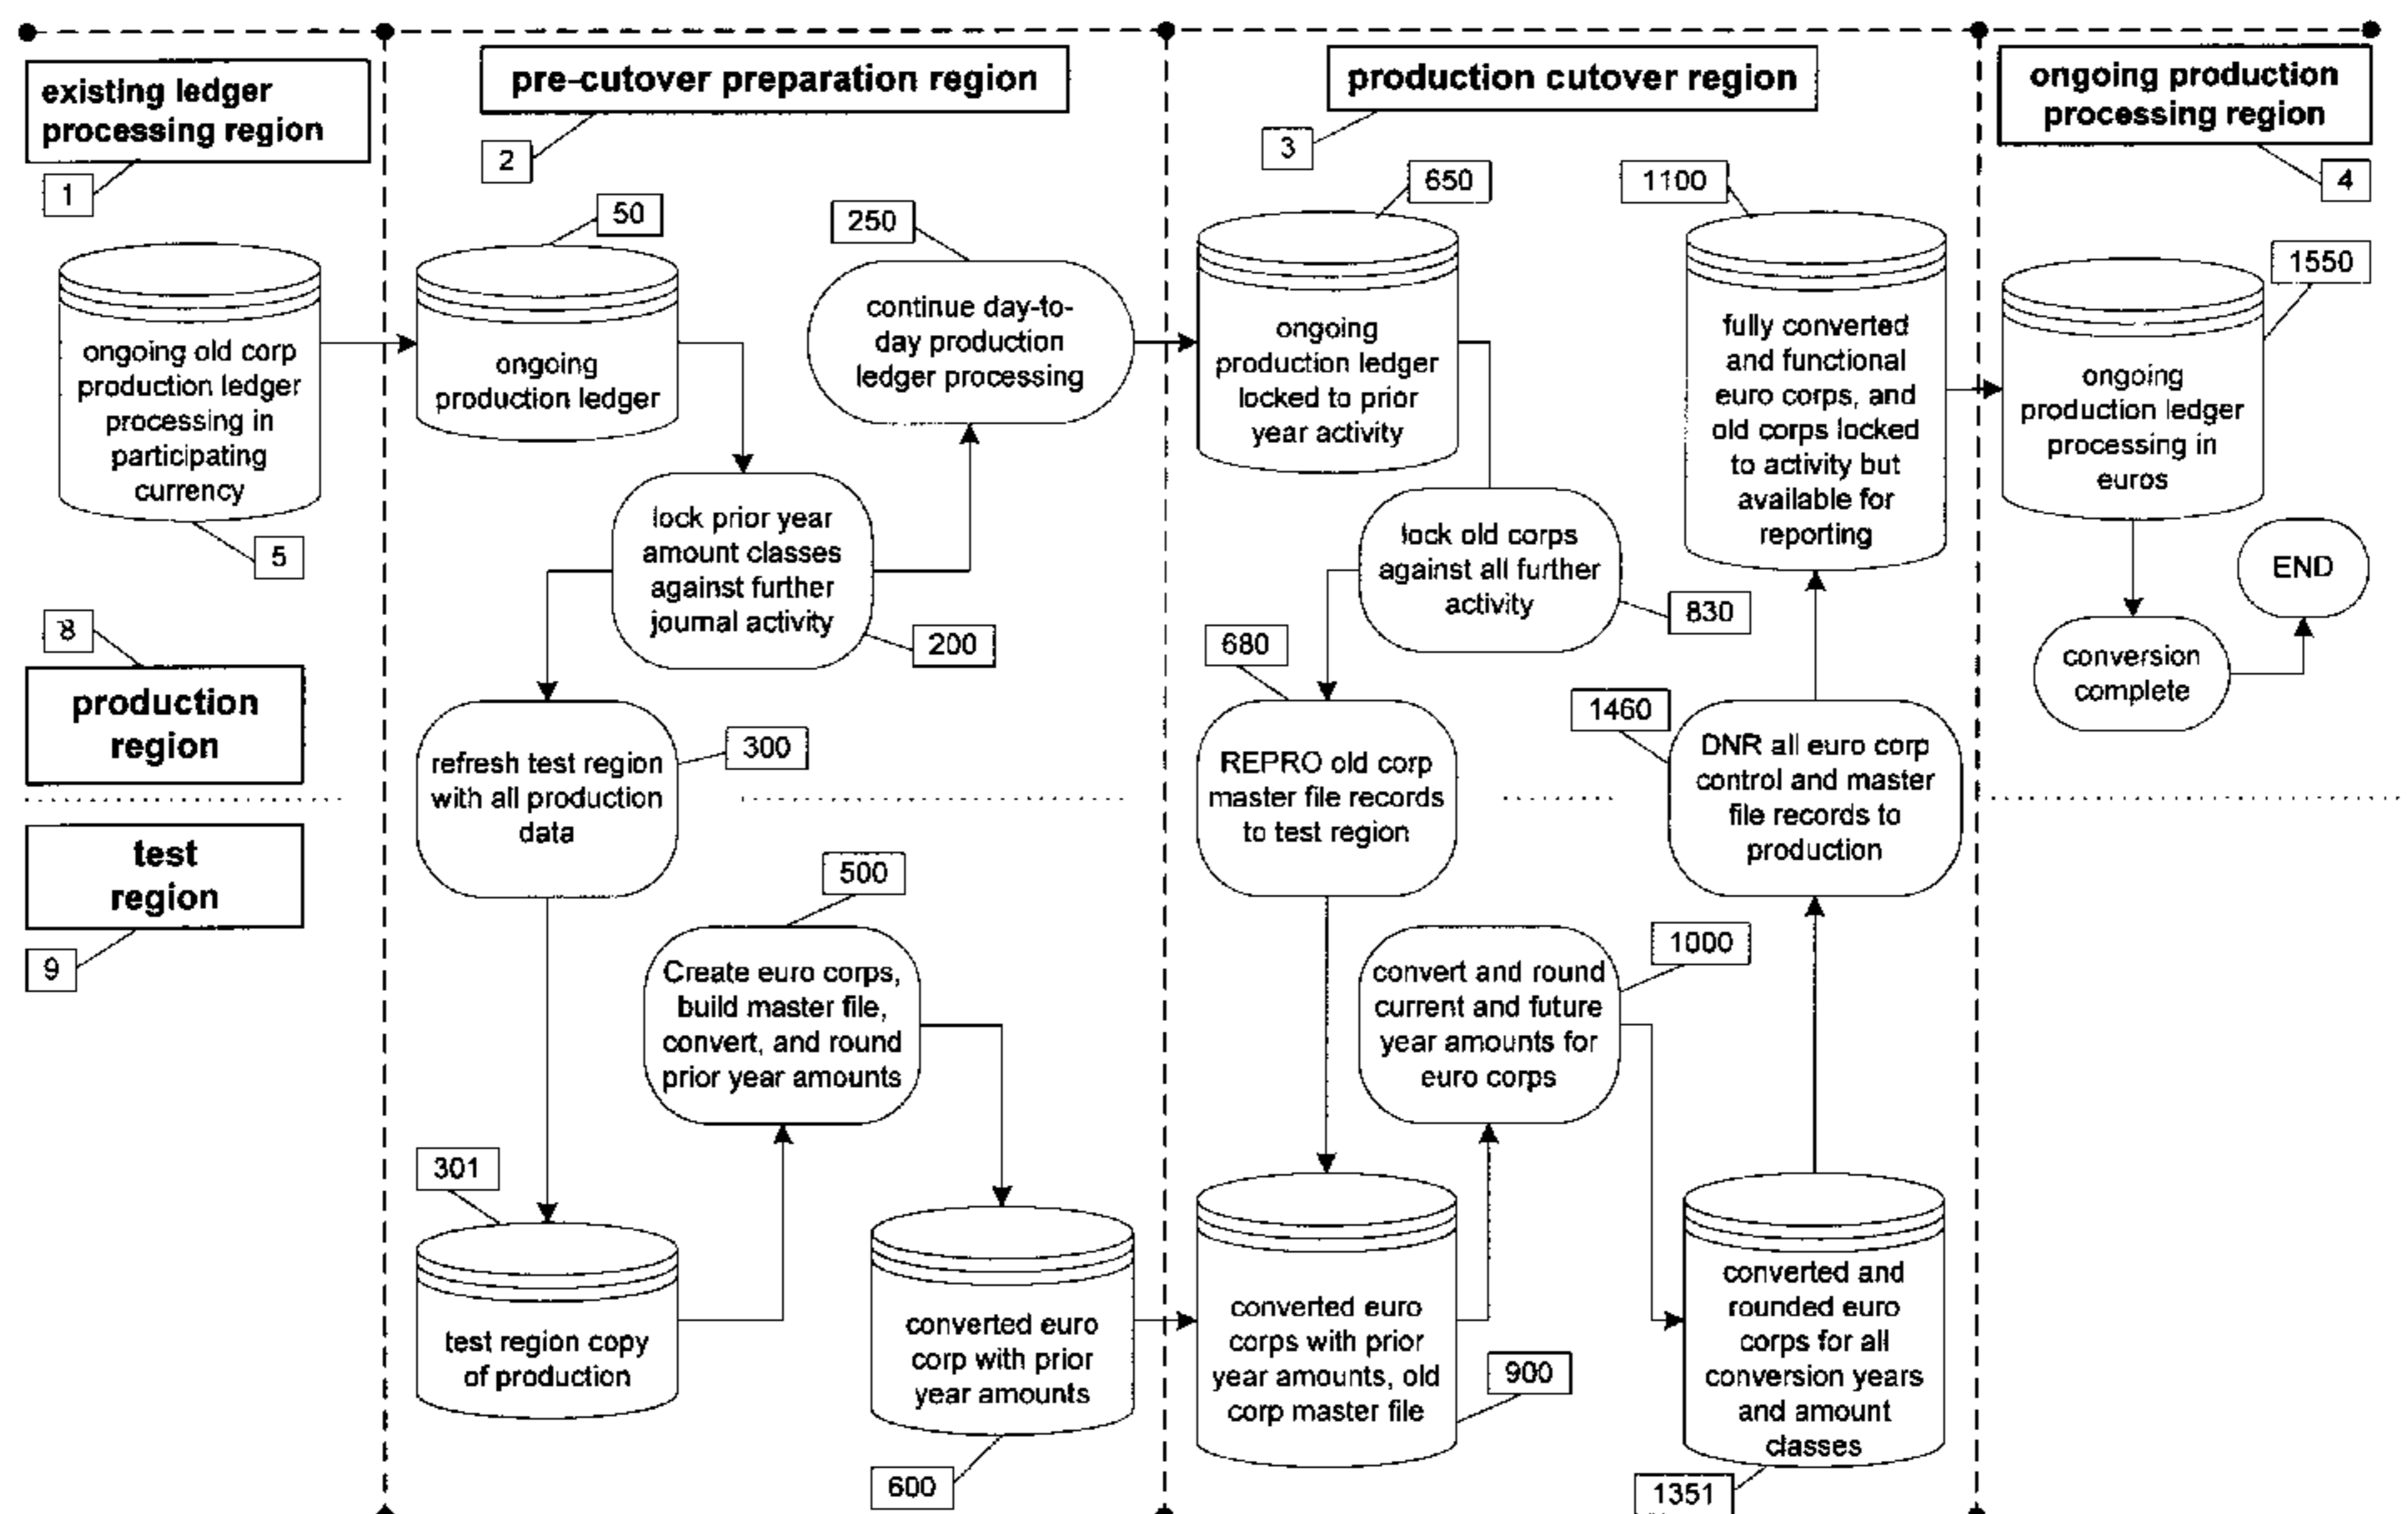 existing ledger
processing region
1
pre-cutover preparation region
2
production cutover region
3
ongoing production
processing region
4
ongoing old corp
production ledger
processing in
participating
currency
5
8
production
region
test
region
9
50
ongoing
production ledger
250
continue day-to-
day production
ledger processing
lock prior year
amount classes
against further
journal activity
200
refresh test region
with all production
data
300
500
Create euro corps,
build master file,
convert, and round
prior year amounts
301
test region copy
of production
converted euro
corp with prior
year amounts
600
650
ongoing
production ledger
locked to prior
year activity
lock old corps
against all further
activity
830
680
REPRO old corp
master file records
to test region
1000
convert and round
current and future
year amounts for
euro corps
converted euro
corps with prior
year amounts, old
corp master file
900
1100
fully converted
and functional
euro corps, and
old corps locked
to activity but
available for
reporting
1460
DNR all euro corp
control and master
file records to
production
converted and
rounded euro
corps for all
conversion years
and amount
classes
1351
1550
ongoing
production ledger
processing in
euros
END
conversion
complete